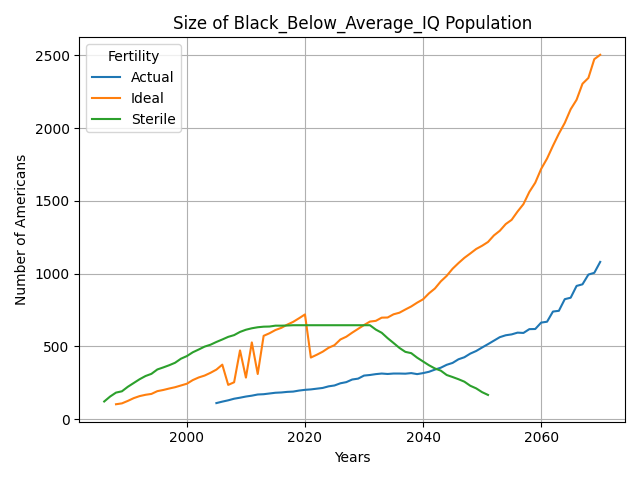 Size of Black_Below_Average_IQ Population
Fertility
Actual
Ideal
Sterile
Number of Americans
2500
2000
1500
1000
500
0
2000
2020
2040
2060
Years